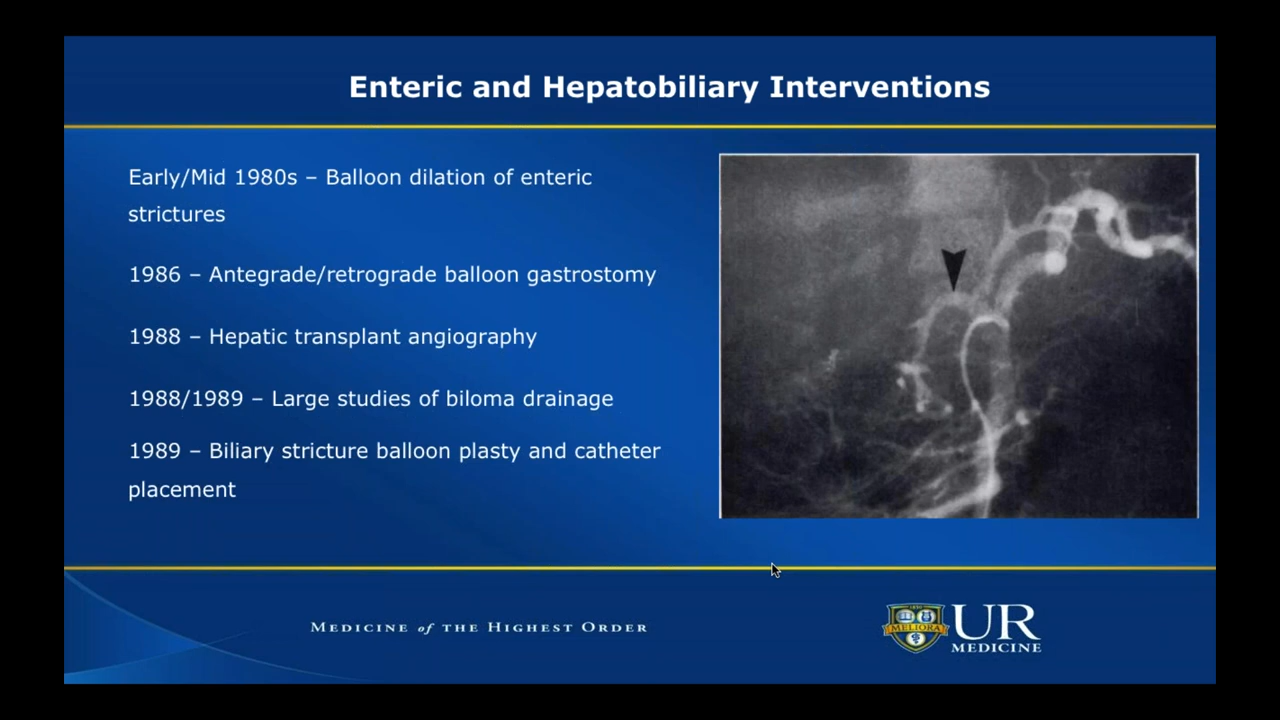 Enteric and Hepatobiliary Interventions
Early/Mid 1980s – Balloon dilation of enteric
strictures
1986 – Antegrade/retrograde balloon gastrostomy
1988 – Hepatic transplant angiography
1988/1989 – Large studies of biloma drainage
1989 – Biliary stricture balloon plasty and catheter
placement
MEDICINE of THE HIGHEST ORDER
MELIORA
UR
MEDICINE